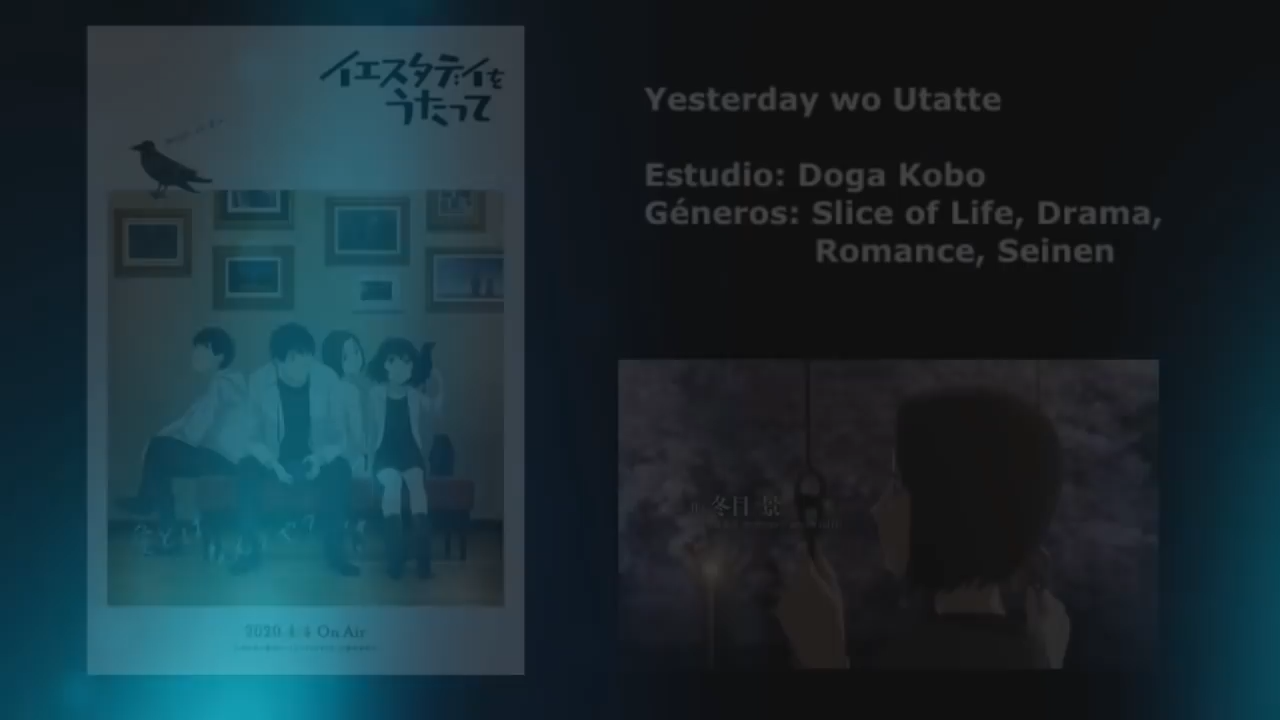 イエスタデイを
うたって
2020.4.4 On Air
Yesterday wo Utatte
Estudio: Doga Kobo
Géneros: Slice of Life, Drama,
Romance, Seinen
冬目 景